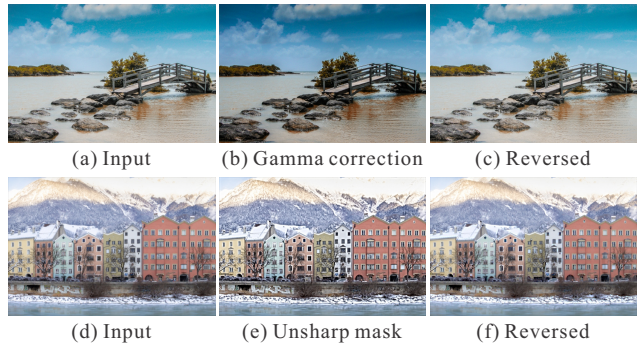 (a) Input
(b) Gamma correction
(c) Reversed
(d) Input
(e) Unsharp mask
(f) Reversed